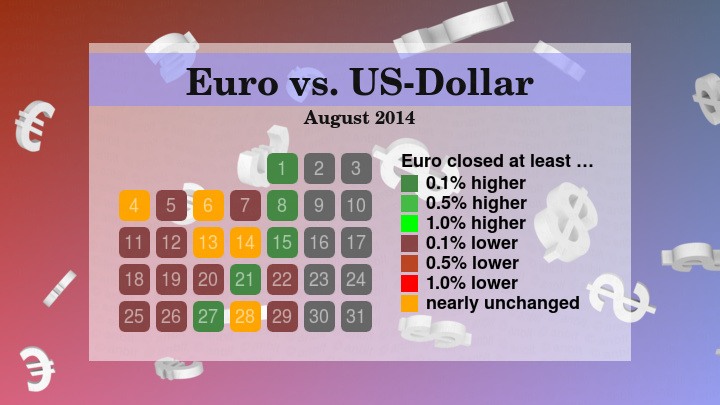 Euro vs. US-Dollar
August 2014
1 2 3
4 5 6 7 8 9 10
11 12 13 14 15 16 17
18 19 20 21 22 23 24
25 26 27 28 29 30 31
Euro closed at least …
0.1% higher
0.5% higher
1.0% higher
0.1% lower
0.5% lower
1.0% lower
nearly unchanged